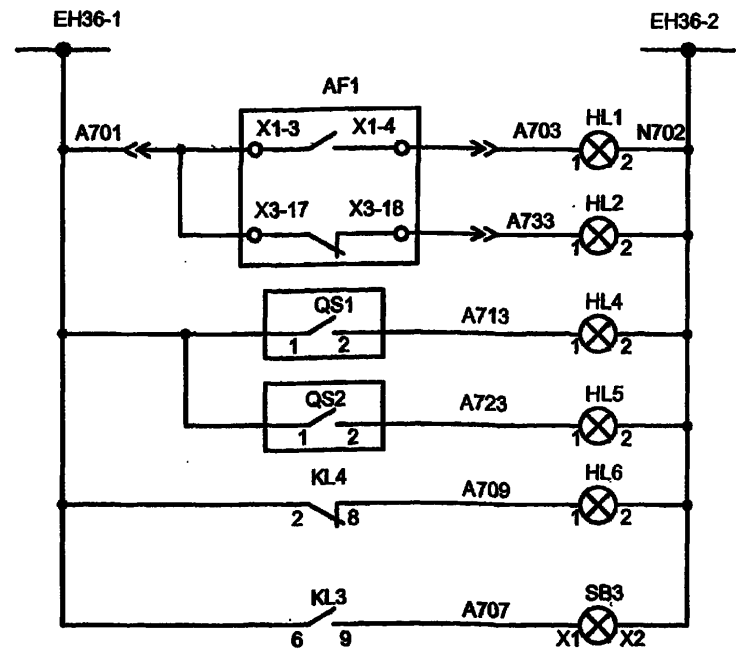 EH36-1 EH36-2
AF1
A701 X1-3 X1-4 A703 HL1 N702
1 2
X3-17 X3-18 A733 HL2
1 2
QS1 A713 HL4
1 2 1 2
QS2 A723 HL5
1 2 1 2
KL4 A709 HL6
2 8 1 2
KL3 A707 SB3
6 9 X1 X2